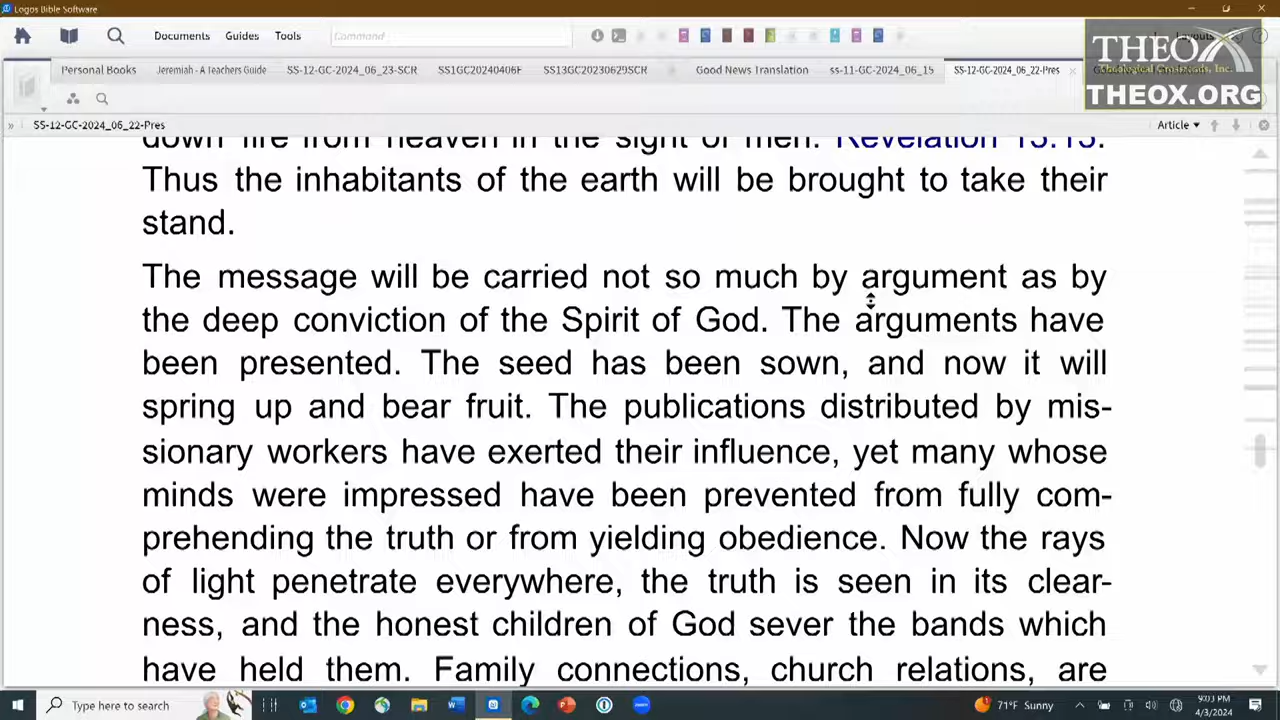 Logos Bible Software
Documents Guides Tools Command
THEOX
Theological Crossroads, Inc.
THEOX.ORG
Personal Books Jeremiah - A Teachers Guide SS-12-GC-2024_06_23-SCR SS13GC20230629SCR Good News Translation ss-11-GC-2024_06_15 SS-12-GC-2024_06_22-Pres
» SS-12-GC-2024_06_22-Pres Article
down fire from heaven in the sight of men. Revelation 13:13.
Thus the inhabitants of the earth will be brought to take their
stand.
The message will be carried not so much by argument as by
the deep conviction of the Spirit of God. The arguments have
been presented. The seed has been sown, and now it will
spring up and bear fruit. The publications distributed by mis-
sionary workers have exerted their influence, yet many whose
minds were impressed have been prevented from fully com-
prehending the truth or from yielding obedience. Now the rays
of light penetrate everywhere, the truth is seen in its clear-
ness, and the honest children of God sever the bands which
have held them. Family connections, church relations, are
Type here to search
71°F Sunny
9:03 PM
4/3/2024